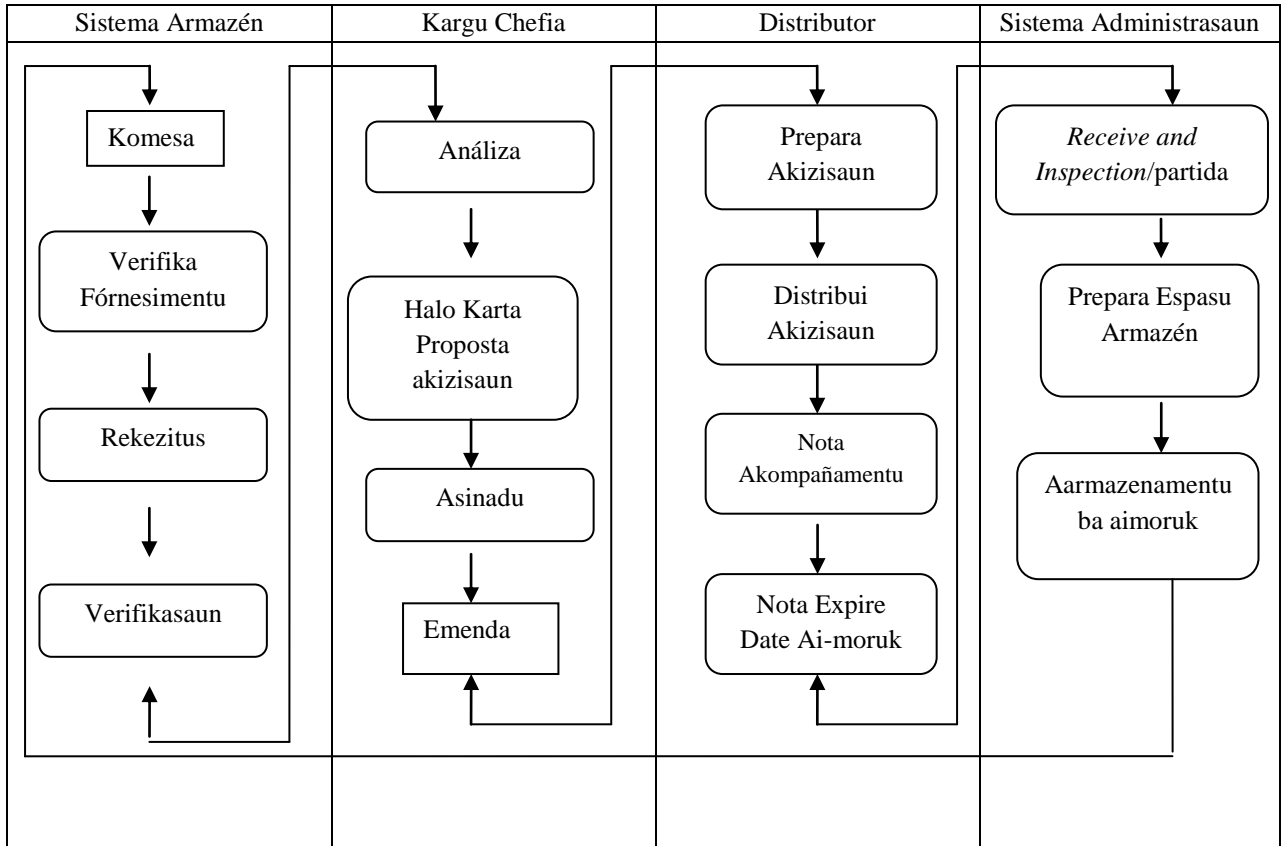 Sistema Armazén
Kargu Chefia
Distributor
Sistema Administrasaun
Komesa
Verifika
Fórnesimentu
Rekezitus
Verifikasaun
Análiza
Halo Karta
Proposta
akizisaun
Asinadu
Emenda
Prepara
Akizisaun
Distribui
Akizisaun
Nota
Akompañamentu
Nota Expire
Date Ai-moruk
Receive and
Inspection/partida
Prepara Espasu
Armazén
Aarmazenamentu
ba aimoruk